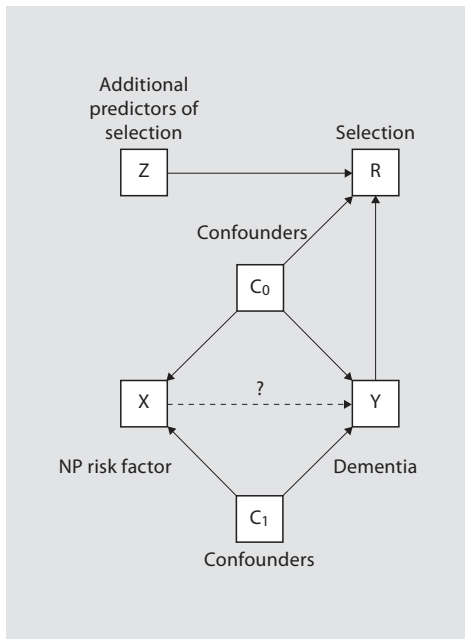 Additional
predictors of
selection
Selection
Z
R
Confounders
C0
?
X
Y
NP risk factor
Dementia
C1
Confounders